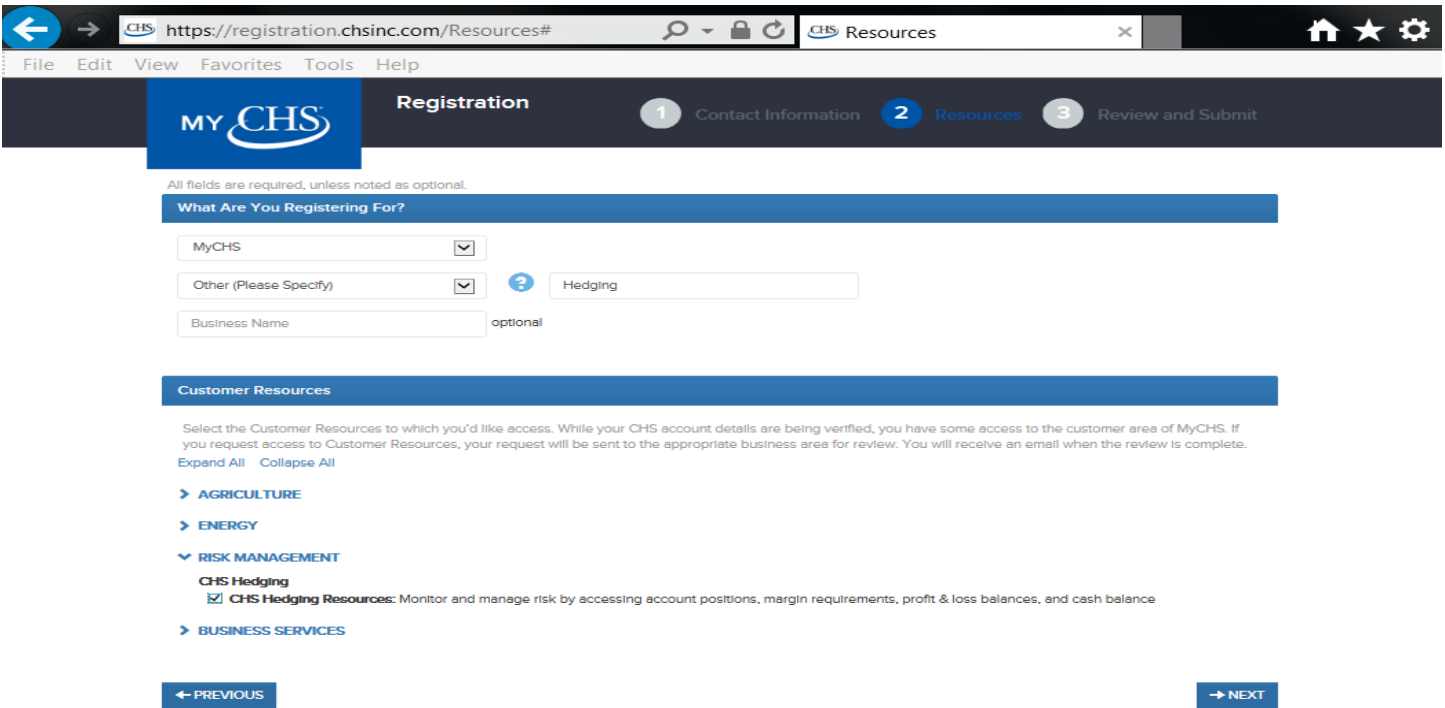 CHS https://registration.chsinc.com/Resources# CHS Resources
File Edit View Favorites Tools Help
MY CHS Registration 1 Contact Information 2 Resources 3 Review and Submit
All fields are required, unless noted as optional.
What Are You Registering For?
MyCHS
Other (Please Specify) ? Hedging
Business Name optional
Customer Resources
Select the Customer Resources to which you'd like access. While your CHS account details are being verified, you have some access to the customer area of MyCHS. If
you request access to Customer Resources, your request will be sent to the appropriate business area for review. You will receive an email when the review is complete.
Expand All Collapse All
AGRICULTURE
ENERGY
RISK MANAGEMENT
CHS Hedging
CHS Hedging Resources: Monitor and manage risk by accessing account positions, margin requirements, profit & loss balances, and cash balance
BUSINESS SERVICES
PREVIOUS NEXT